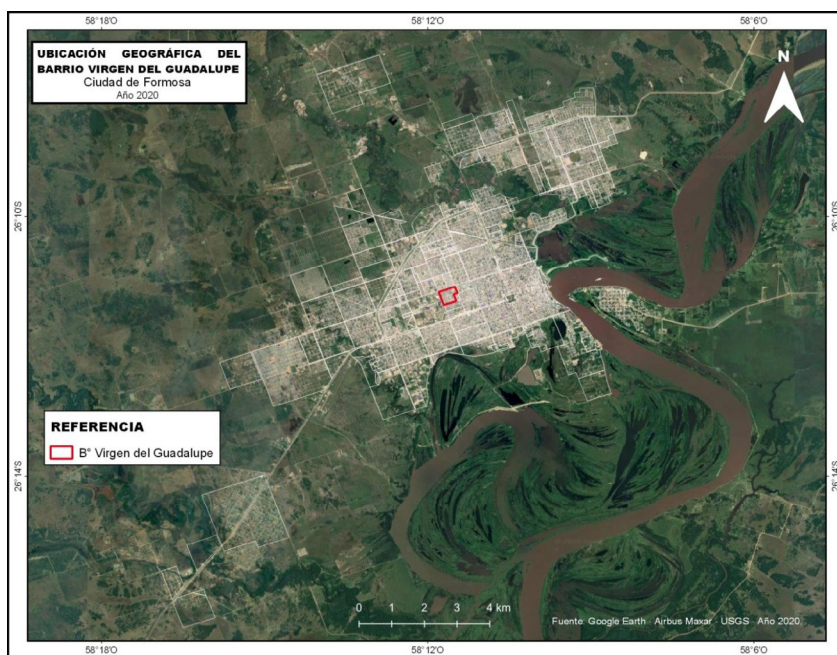 58°18'O 58°12'O 58°6'O
UBICACIÓN GEOGRÁFICA DEL
BARRIO VIRGEN DEL GUADALUPE
Ciudad de Formosa
Año 2020
N
26°10'S 26°10'S
REFERENCIA
B° Virgen del Guadalupe
26°14'S 26°14'S
0 1 2 3 4 km
Fuente: Google Earth - Airbus Maxar - USGS - Año 2020.
58°18'O 58°12'O 58°6'O